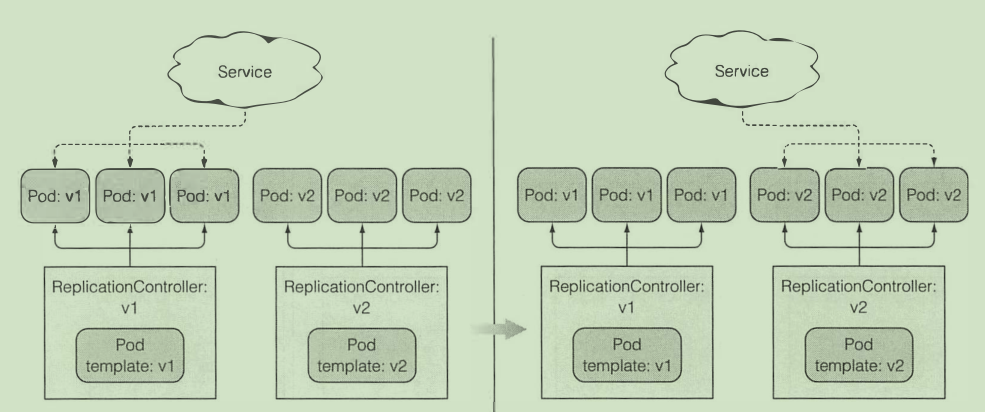 Service
Pod: v1 Pod: v1 Pod: v1 Pod: v2 Pod: v2 Pod: v2
ReplicationController:
v1
Pod
template: v1
ReplicationController:
v2
Pod
template: v2
Service
Pod: v1 Pod: v1 Pod: v1 Pod: v2 Pod: v2 Pod: v2
ReplicationController:
v1
Pod
template: v1
ReplicationController:
v2
Pod
template: v2